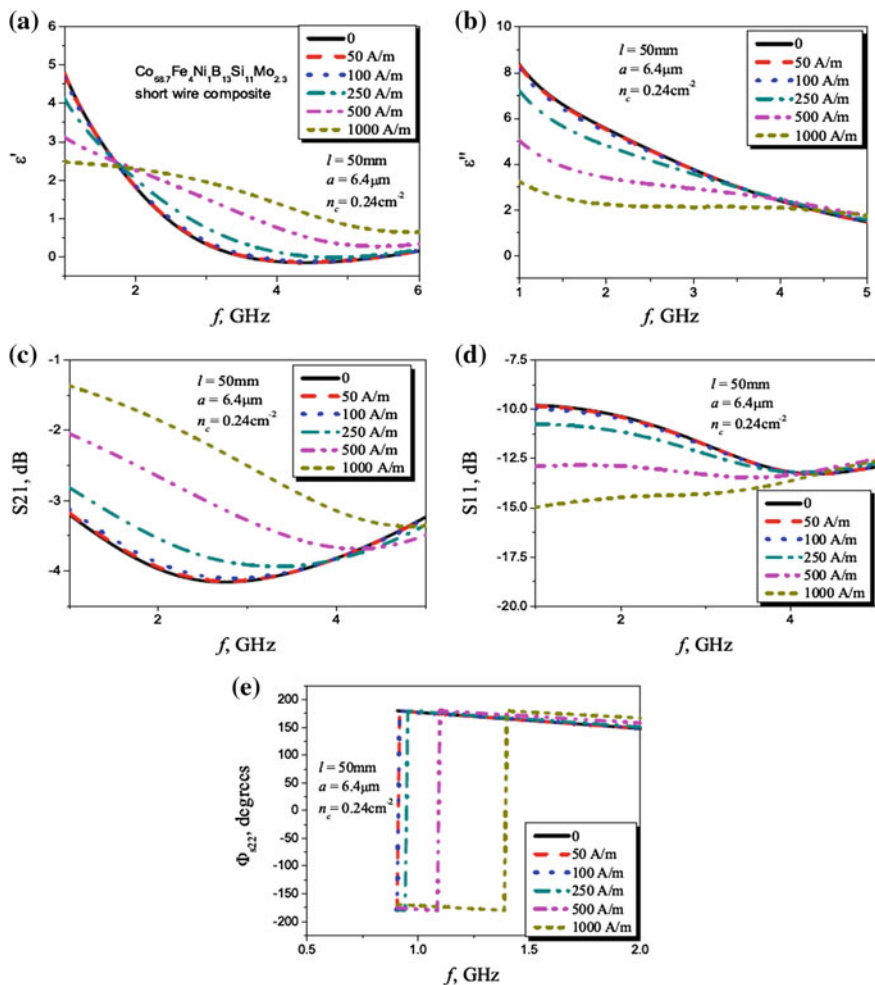 (a)
5
4
3
2
1
0
ε'
Co₆₈.₇Fe₄Ni₁B₁₃Si₁₁Mo₂.₃
short wire composite
0
50 A/m
100 A/m
250 A/m
500 A/m
1000 A/m
l = 50mm
a = 6.4μm
n_c = 0.24cm⁻²
2
4
6
f, GHz
(b)
10
8
6
4
2
0
ε''
l = 50mm
a = 6.4μm
n_c = 0.24cm⁻²
0
50 A/m
100 A/m
250 A/m
500 A/m
1000 A/m
1
2
3
4
5
f, GHz
(c)
-1
-2
-3
-4
S21, dB
l = 50mm
a = 6.4μm
n_c = 0.24cm⁻²
0
50 A/m
100 A/m
250 A/m
500 A/m
1000 A/m
2
4
f, GHz
(d)
-7.5
-10.0
-12.5
-15.0
-17.5
-20.0
S11, dB
l = 50mm
a = 6.4μm
n_c = 0.24cm⁻²
0
50 A/m
100 A/m
250 A/m
500 A/m
1000 A/m
2
4
f, GHz
(e)
200
150
100
50
0
-50
-100
-150
-200
Φ_s22, degrees
l = 50mm
a = 6.4μm
n_c = 0.24cm⁻²
0
50 A/m
100 A/m
250 A/m
500 A/m
1000 A/m
0.5
1.0
1.5
2.0
f, GHz